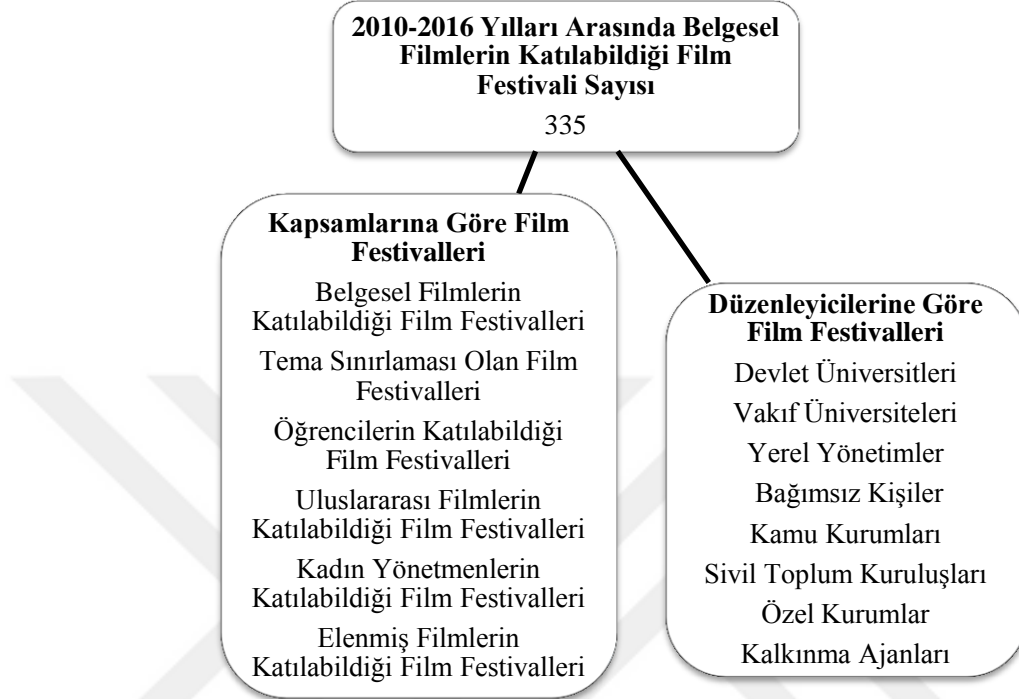 2010-2016 Yılları Arasında Belgesel
Filmlerin Katılabildiği Film
Festivali Sayısı
335
Kapsamlarına Göre Film
Festivalleri
Belgesel Filmlerin
Katılabildiği Film Festivalleri
Tema Sınırlaması Olan Film
Festivalleri
Öğrencilerin Katılabildiği
Film Festivalleri
Uluslararası Filmlerin
Katılabildiği Film Festivalleri
Kadın Yönetmenlerin
Katılabildiği Film Festivalleri
Elenmiş Filmlerin
Katılabildiği Film Festivalleri
Düzenleyicilerine Göre
Film Festivalleri
Devlet Üniversitleri
Vakıf Üniversiteleri
Yerel Yönetimler
Bağımsız Kişiler
Kamu Kurumları
Sivil Toplum Kuruluşları
Özel Kurumlar
Kalkınma Ajanları